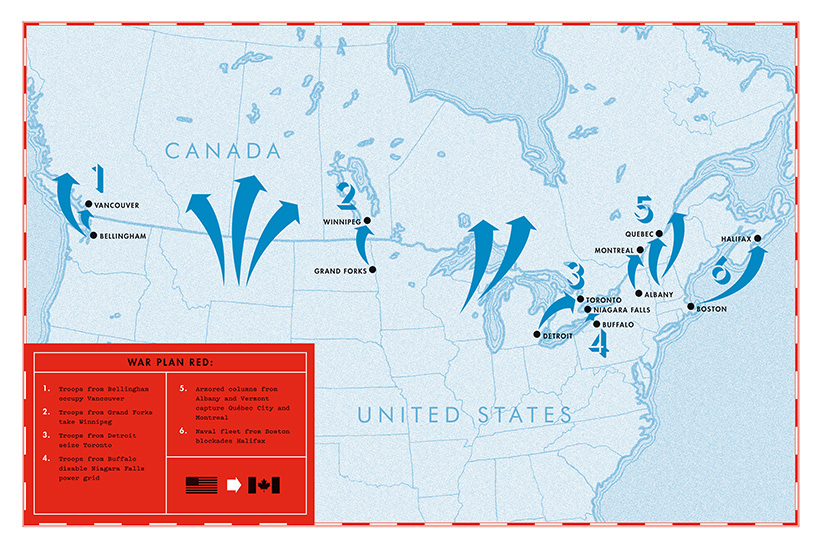 CANADA
1
VANCOUVER
BELLINGHAM
2
WINNIPEG
GRAND FORKS
5
QUEBEC
MONTREAL
HALIFAX
6
3
TORONTO
NIAGARA FALLS
ALBANY
BOSTON
BUFFALO
DETROIT
4
UNITED STATES
WAR PLAN RED:
1. Troops from Bellingham
occupy Vancouver
2. Troops from Grand Forks
take Winnipeg
3. Troops from Detroit
seize Toronto
4. Troops from Buffalo
disable Niagara Falls
power grid
5. Armored colums from
Albany and Vermont
capture Québec City and
Montreal
6. Naval fleet from Boston
blockades Halifax